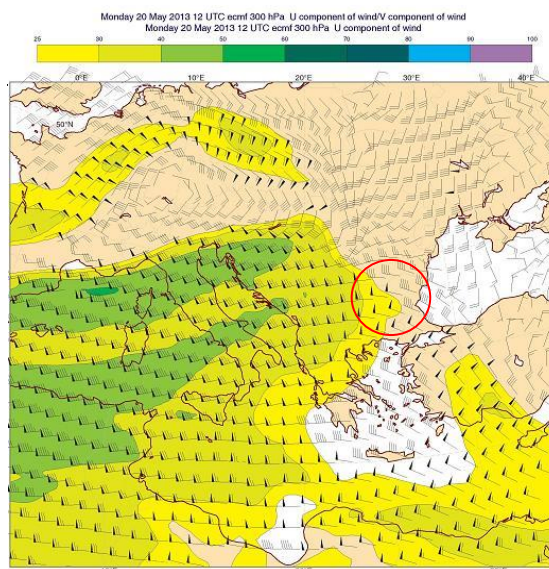 Monday 20 May 2013 12 UTC ecmf 300 hPa U component of wind/V component of wind
Monday 20 May 2013 12 UTC ecmf 300 hPa U component of wind
25 30 40 50 60 70 80 90 100
0°E 10°E 20°E 30°E 40°E
50°N